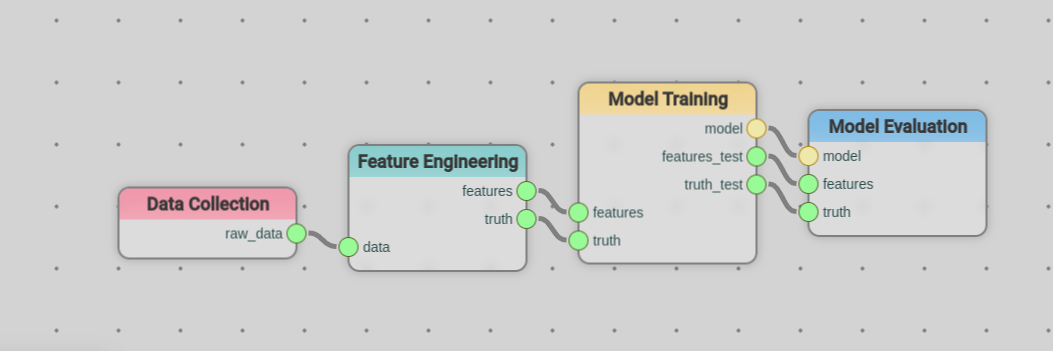 Data Collection
raw_data
Feature Engineering
features
truth
data
Model Training
model
features_test
truth_test
features
truth
Model Evaluation
model
features
truth